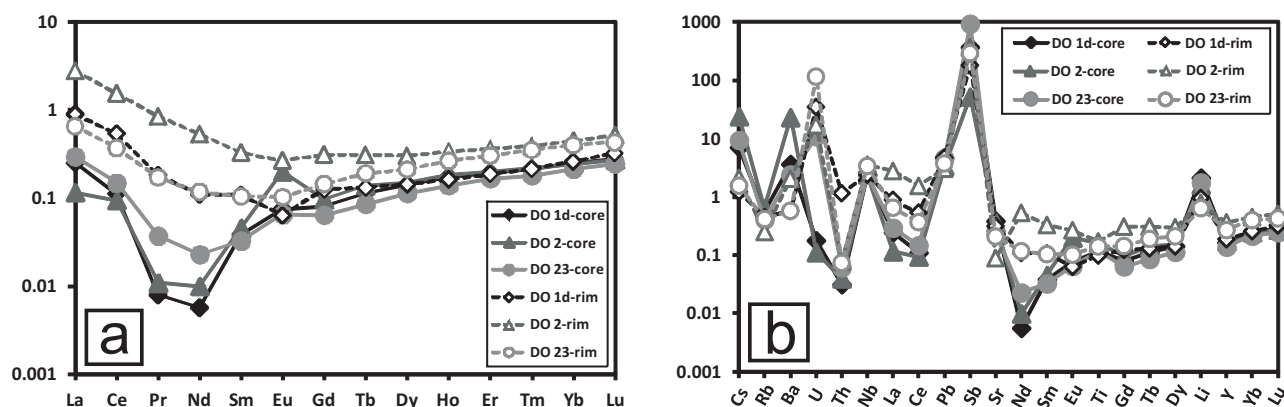 10
1
0.1
0.01
0.001
La Ce Pr Nd Sm Eu Gd Tb Dy Ho Er Tm Yb Lu
DO 1d-core
DO 2-core
DO 23-core
DO 1d-rim
DO 2-rim
DO 23-rim
a
1000
100
10
1
0.1
0.01
0.001
Cs Rb Ba U Th Nb La Ce Pb Sb Sr Nd Sm Eu Ti Gd Tb Dy Li Y Yb Lu
DO 1d-core DO 1d-rim
DO 2-core DO 2-rim
DO 23-core DO 23-rim
b